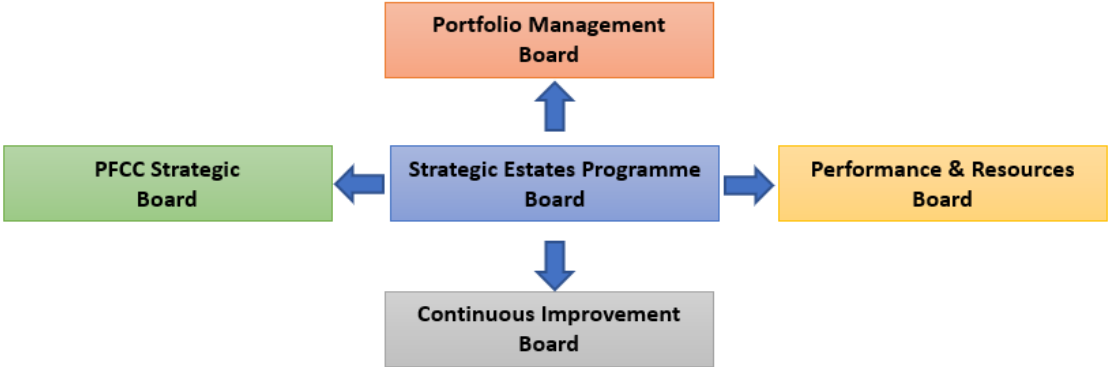 Portfolio Management
Board
PFCC Strategic
Board
Strategic Estates Programme
Board
Performance & Resources
Board
Continuous Improvement
Board